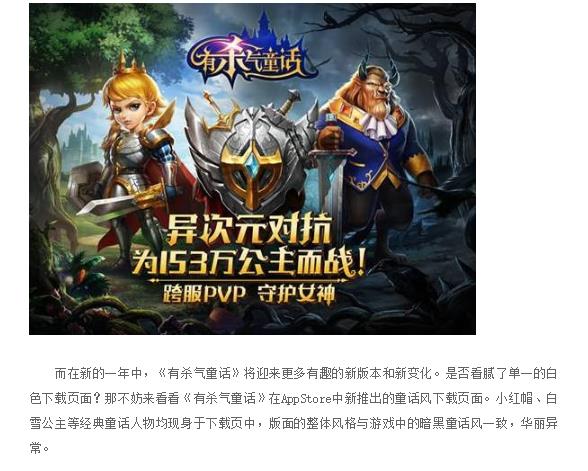 有杀气童话
异次元对抗
为153万公主而战!
跨服PVP 守护女神
而在新的一年中，《有杀气童话》将迎来更多有趣的新版本和新变化。是否看腻了单一的白
色下载页面？那不妨来看看《有杀气童话》在AppStore中新推出的童话风下载页面。小红帽、白
雪公主等经典童话人物均现身于下载页中，版面的整体风格与游戏中的暗黑童话风一致，华丽异
常。